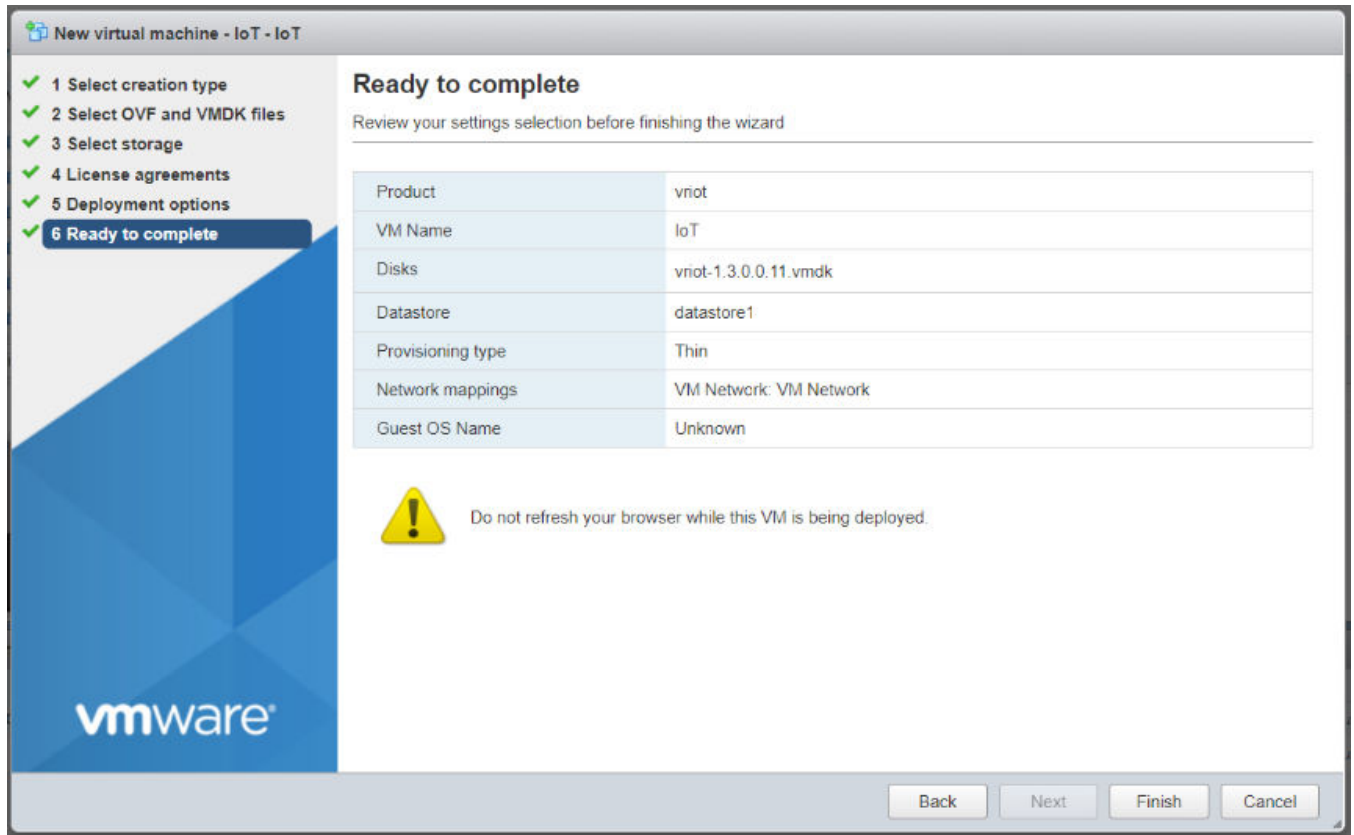 New virtual machine - IoT - IoT
1 Select creation type
2 Select OVF and VMDK files
3 Select storage
4 License agreements
5 Deployment options
6 Ready to complete
vmware®
Ready to complete
Review your settings selection before finishing the wizard
Product vriot
VM Name IoT
Disks vriot-1.3.0.0.11.vmdk
Datastore datastore1
Provisioning type Thin
Network mappings VM Network: VM Network
Guest OS Name Unknown
Do not refresh your browser while this VM is being deployed.
Back Next Finish Cancel